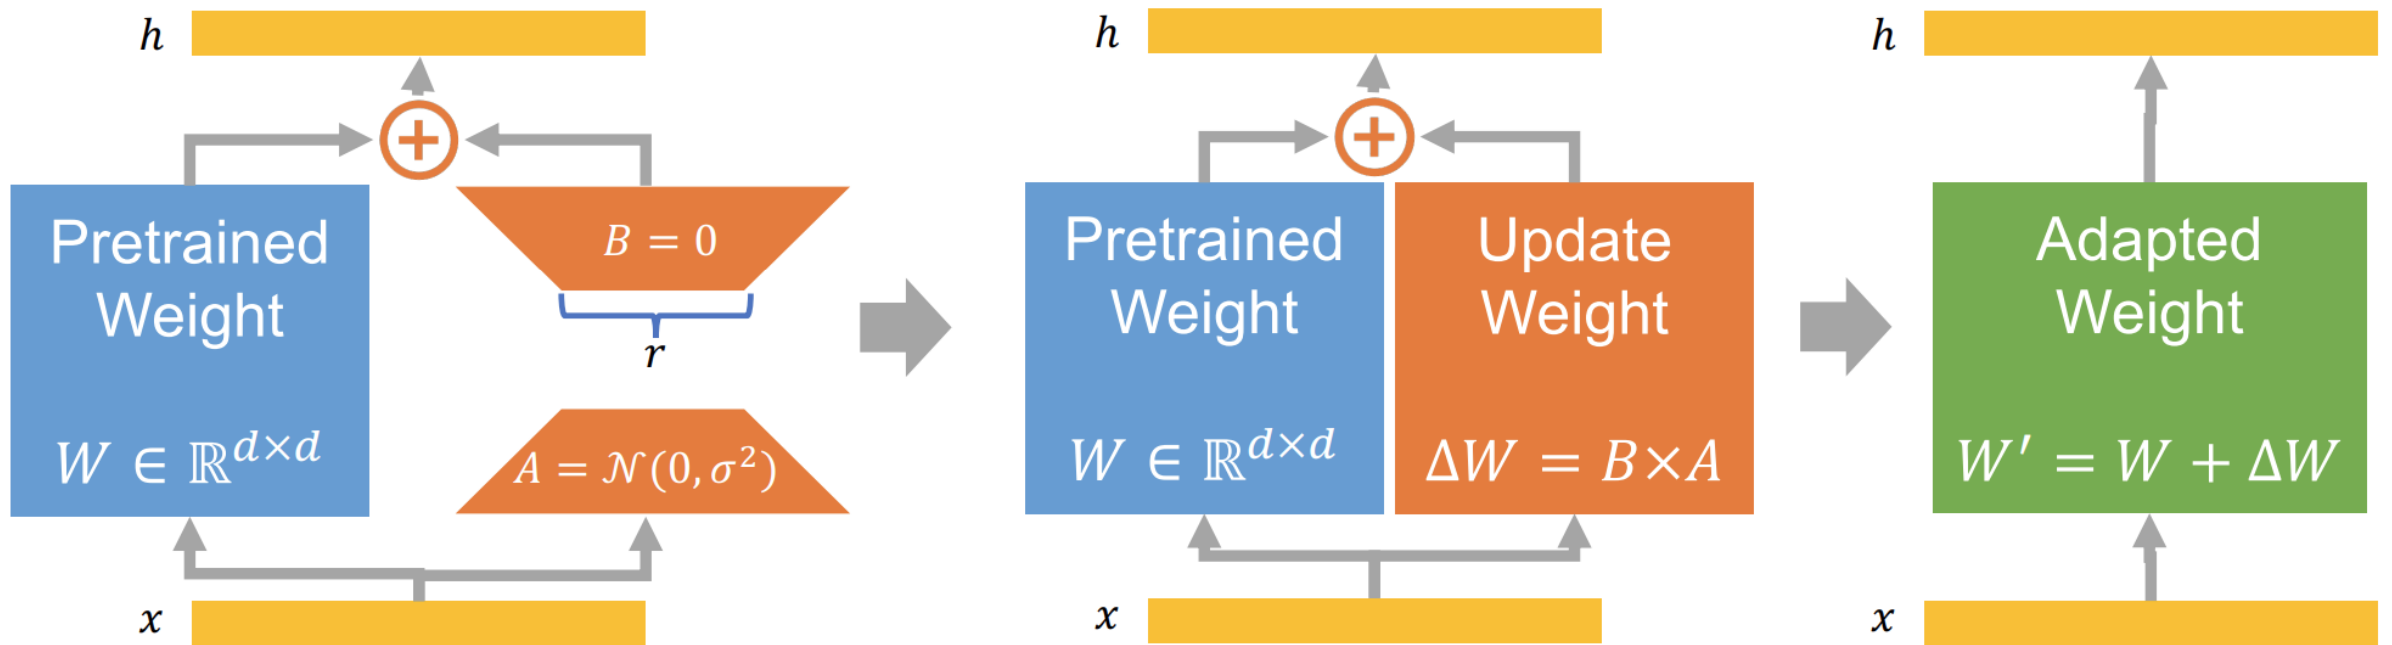 h
Pretrained
Weight
W ∈ ℝ^{d×d}
B = 0
r
A = 𝒩(0, σ²)
x
h
Pretrained
Weight
W ∈ ℝ^{d×d}
Update
Weight
ΔW = B×A
x
h
Adapted
Weight
W′ = W + ΔW
x